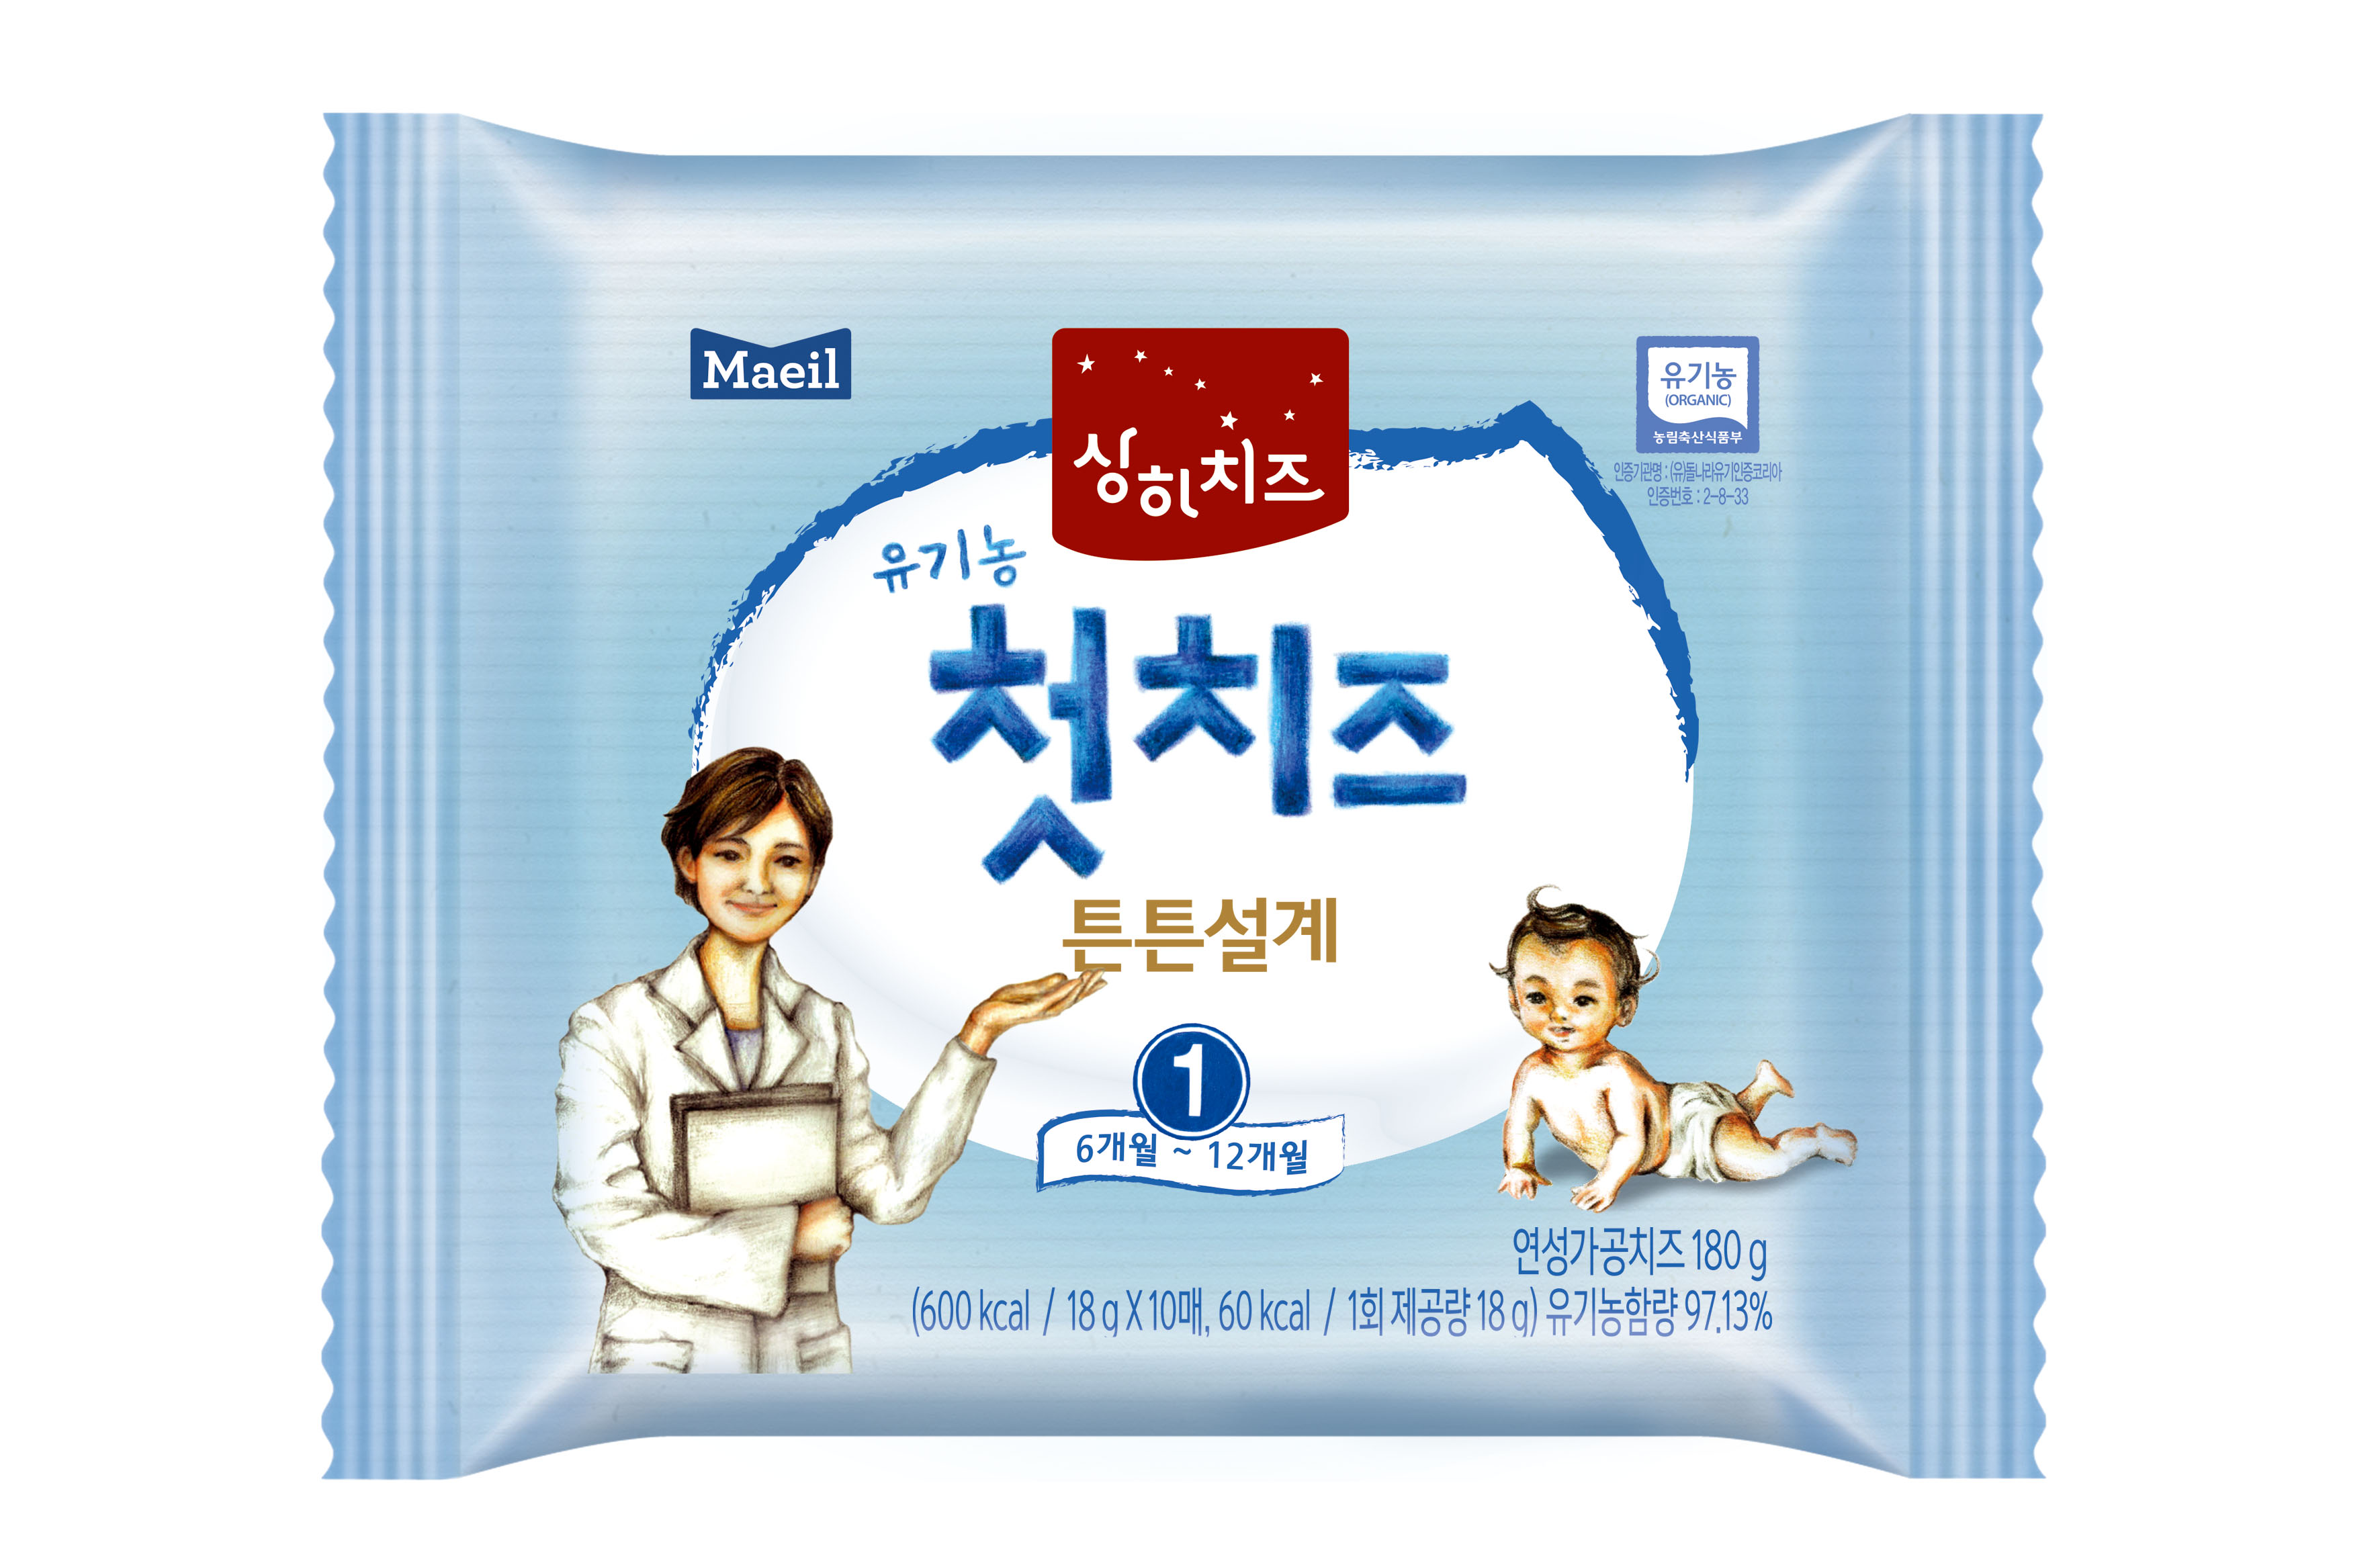 Maeil
상하치즈
유기농
(ORGANIC)
농림축산식품부
인증기관명 : (유)돌나라유기인증코리아
인증번호 : 2-8-33
유기농
첫치즈
튼튼설계
1
6개월 ~ 12개월
연성가공치즈 180 g
(600 kcal / 18 g X 10매, 60 kcal / 1회 제공량 18 g) 유기농함량 97.13%